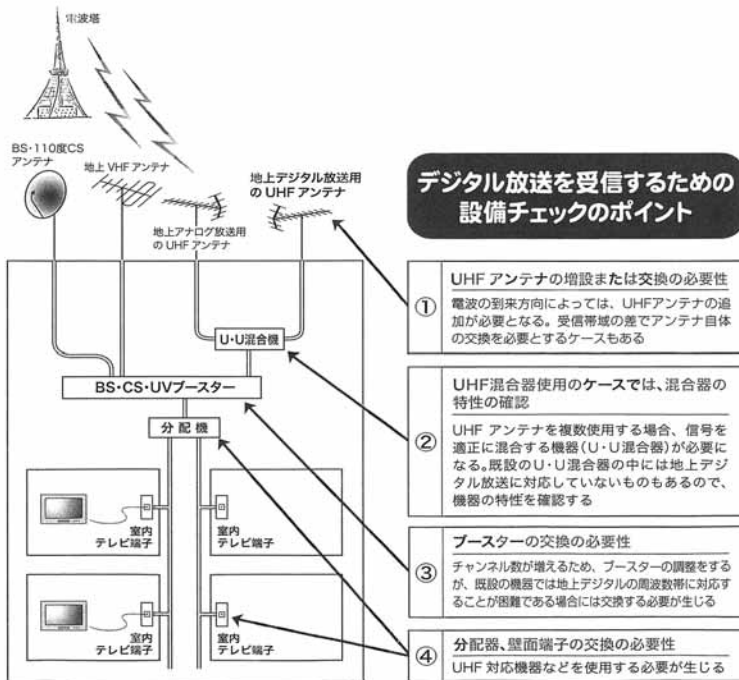 電波塔
BS・110度CS
アンテナ
地上 VHF アンテナ
地上アナログ放送用
の UHF アンテナ
地上デジタル放送用
の UHF アンテナ
U・U混合機
BS・CS・UVブースター
分配機
室内
テレビ端子
室内
テレビ端子
室内
テレビ端子
室内
テレビ端子
デジタル放送を受信するための
設備チェックのポイント
①
UHF アンテナの増設または交換の必要性
電波の到来方向によっては、UHFアンテナの追
加が必要となる。受信帯域の差でアンテナ自体
の交換を必要とするケースもある
②
UHF混合器使用のケースでは、混合器の
特性の確認
UHF アンテナを複数使用する場合、信号を
適正に混合する機器(U・U混合器)が必要に
なる。既設のU・U混合器の中には地上デジ
タル放送に対応していないものもあるので、
機器の特性を確認する
③
ブースターの交換の必要性
チャンネル数が増えるため、ブースターの調整をする
が、既設の機器では地上デジタルの周波数帯に対応す
ることが困難である場合には交換する必要が生じる
④
分配器、壁面端子の交換の必要性
UHF 対応機器などを使用する必要が生じる